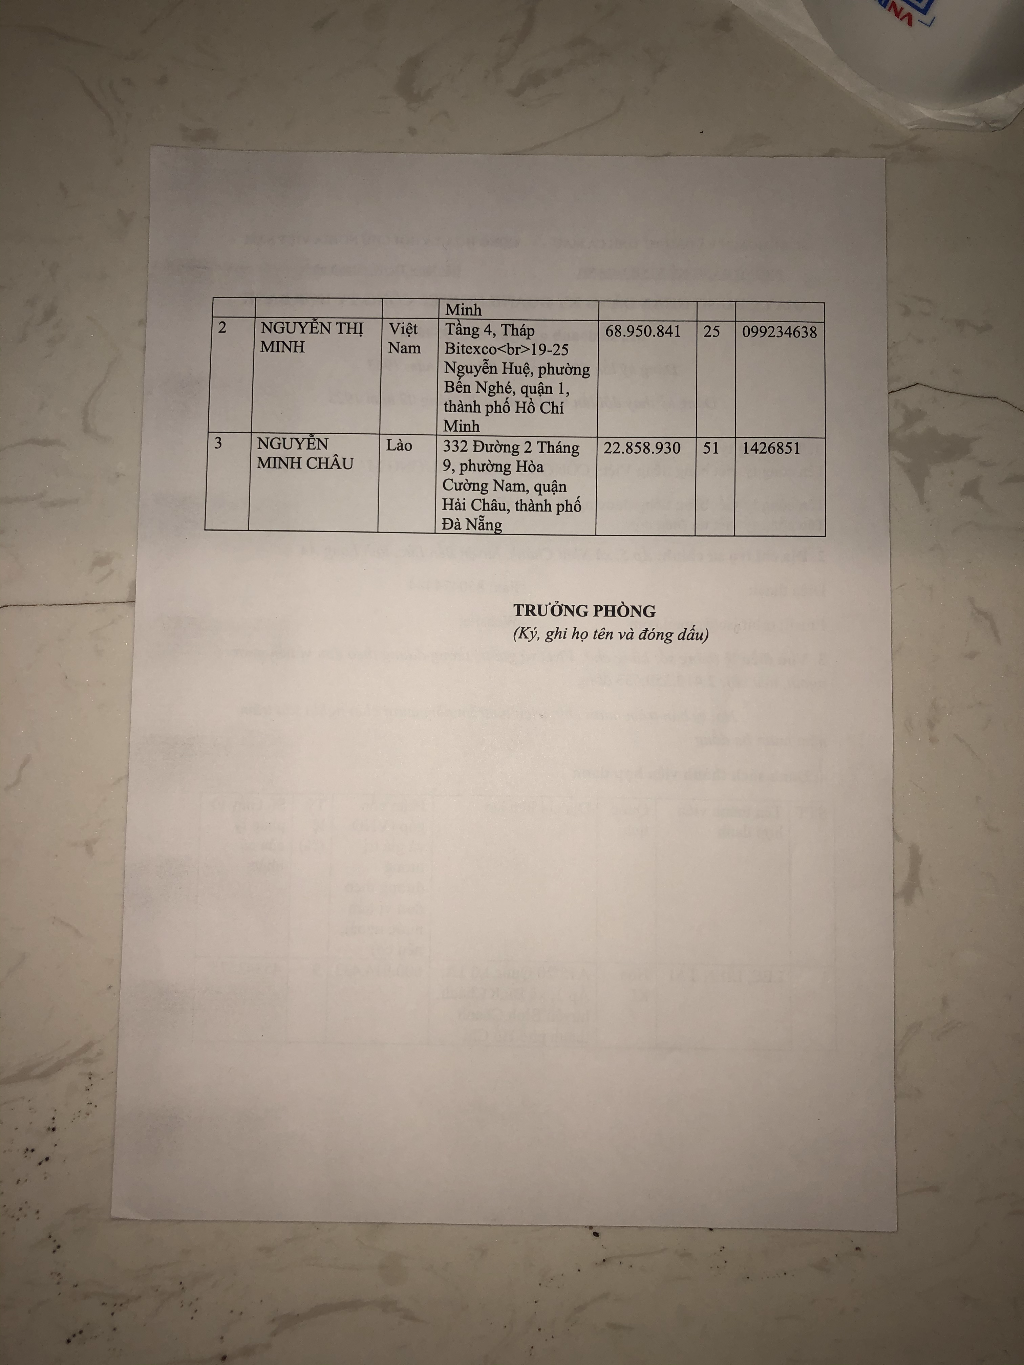 VNP
Minh
2 NGUYỄN THỊ MINH Việt Nam Tầng 4, Tháp Bitexco<br>19-25 Nguyễn Huệ, phường Bến Nghé, quận 1, thành phố Hồ Chí Minh 68.950.841 25 099234638
3 NGUYỄN MINH CHÂU Lào 332 Đường 2 Tháng 9, phường Hòa Cường Nam, quận Hải Châu, thành phố Đà Nẵng 22.858.930 51 1426851
TRƯỞNG PHÒNG
(Ký, ghi họ tên và đóng dấu)